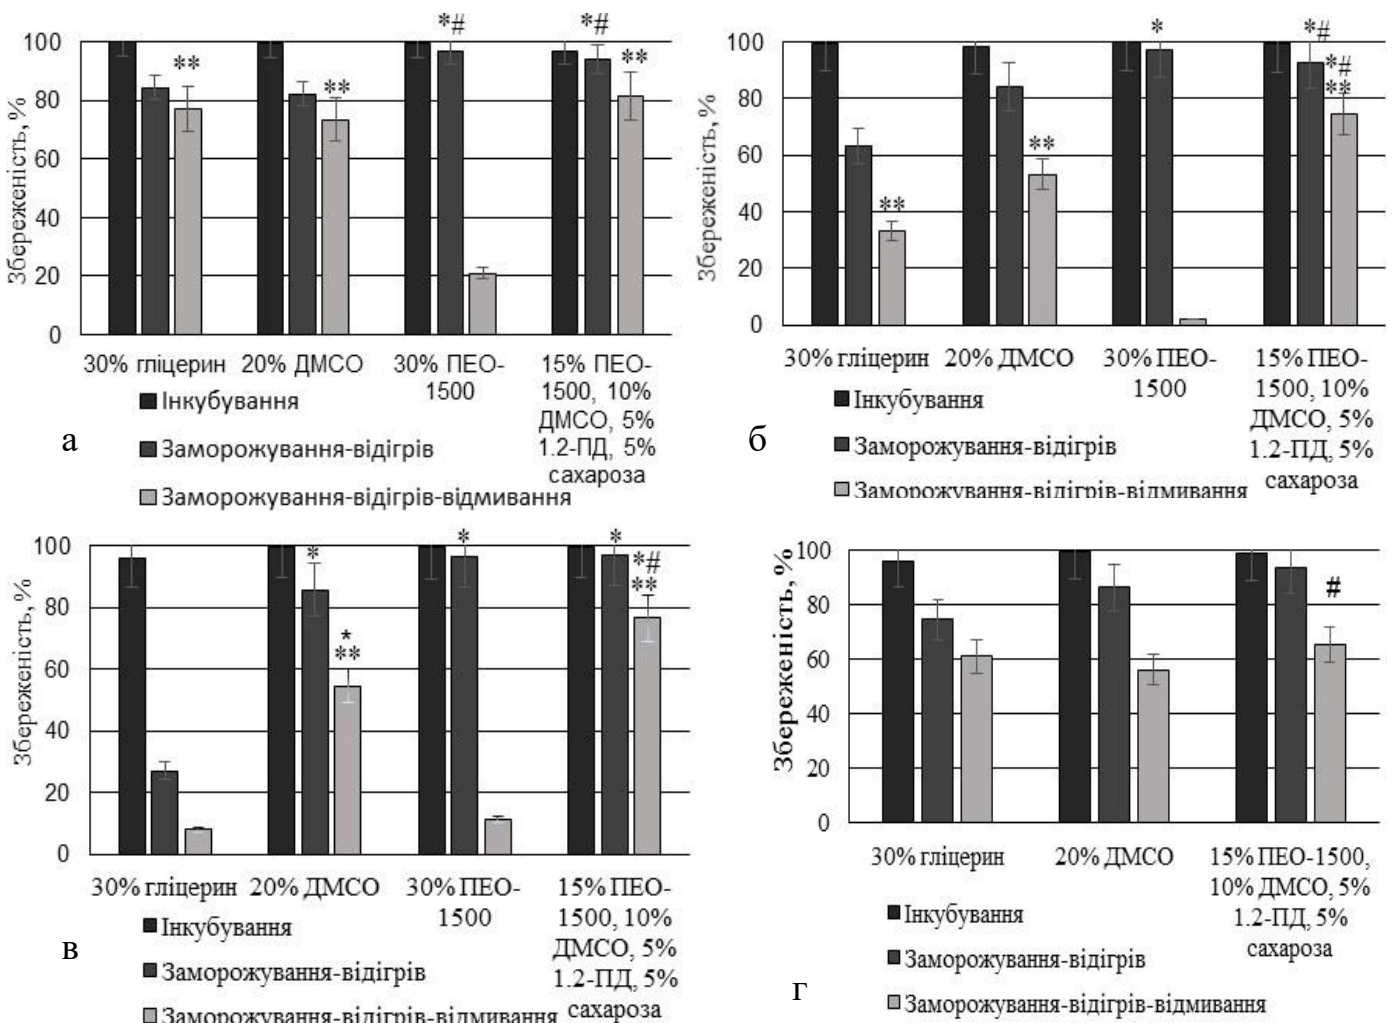 *#
*#
100
**
**
**
80
60
40
20
0
Збереженість, %
30% гліцерин 20% ДМСО 30% ПЕО-
1500
15% ПЕО-
1500, 10%
ДМСО, 5%
1.2-ПД, 5%
сахароза
Інкубування
Заморожування-відігрів
Заморожування-відігрів-відмивання
а
*
*#
100
*#
**
**
**
80
60
40
20
0
Збереженість, %
30% гліцерин 20% ДМСО 30% ПЕО-
1500
15% ПЕО-
1500, 10%
ДМСО, 5%
1.2-ПД, 5%
сахароза
Інкубування
Заморожування-відігрів
Заморожування-відігрів-відмивання
б
*
*
*
100
*#
**
*
**
80
60
40
20
0
Збереженість, %
30% гліцерин 20% ДМСО 30% ПЕО-
1500
15% ПЕО-
1500, 10%
ДМСО, 5%
1.2-ПД, 5%
сахароза
Інкубування
Заморожування-відігрів
Заморожування-відігрів-відмивання
в
100
#
80
60
40
20
0
Збереженість, %
30% гліцерин 20% ДМСО
15% ПЕО-1500,
10% ДМСО, 5%
1.2-ПД, 5%
сахароза
Інкубування
Заморожування-відігрів
Заморожування-відігрів-відмивання
г